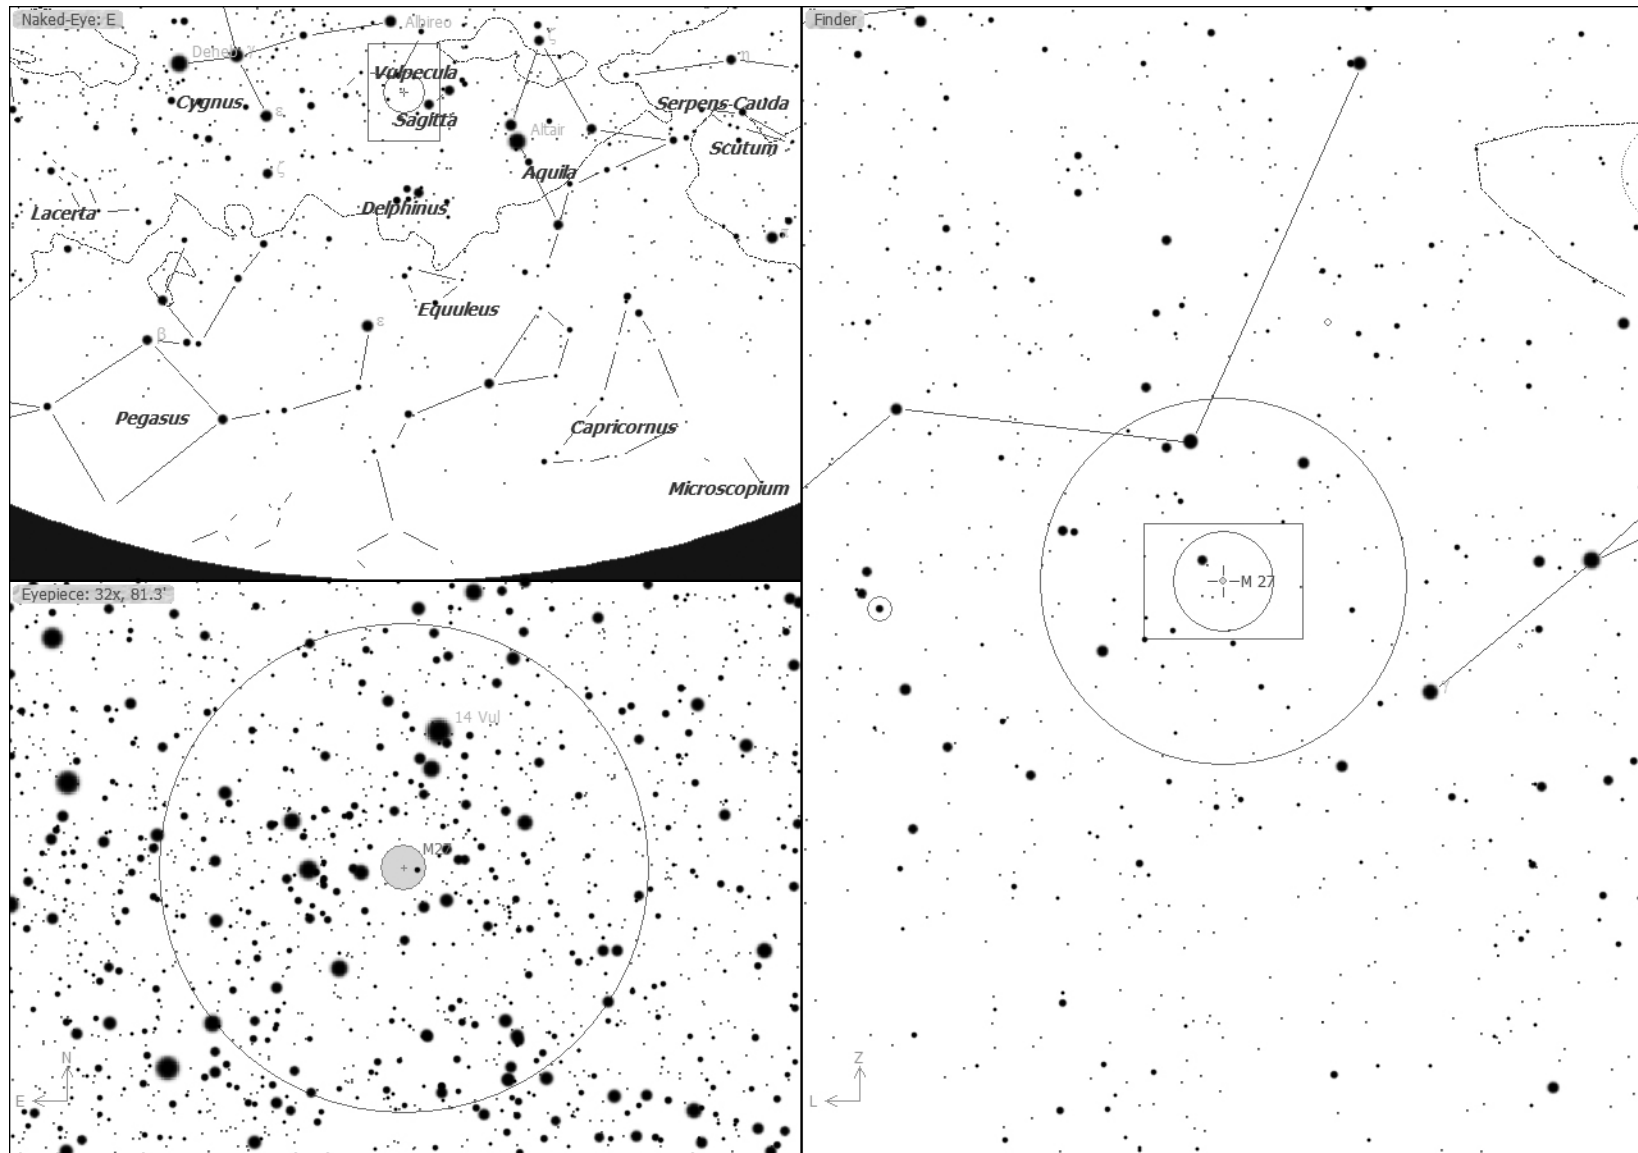 Naked-Eye: E
Albireo
ζ
Deneb γ
η
Vulpecula
Cygnus
ε
Serpens Cauda
Sagitta
Altair
Scutum
ζ
Aquila
Lacerta
Delphinus
Equuleus
ε
β
Pegasus
Capricornus
Microscopium
Eyepiece: 32x, 81.3'
14 Vul
M27
N
E
Finder
M 27
γ
Z
L